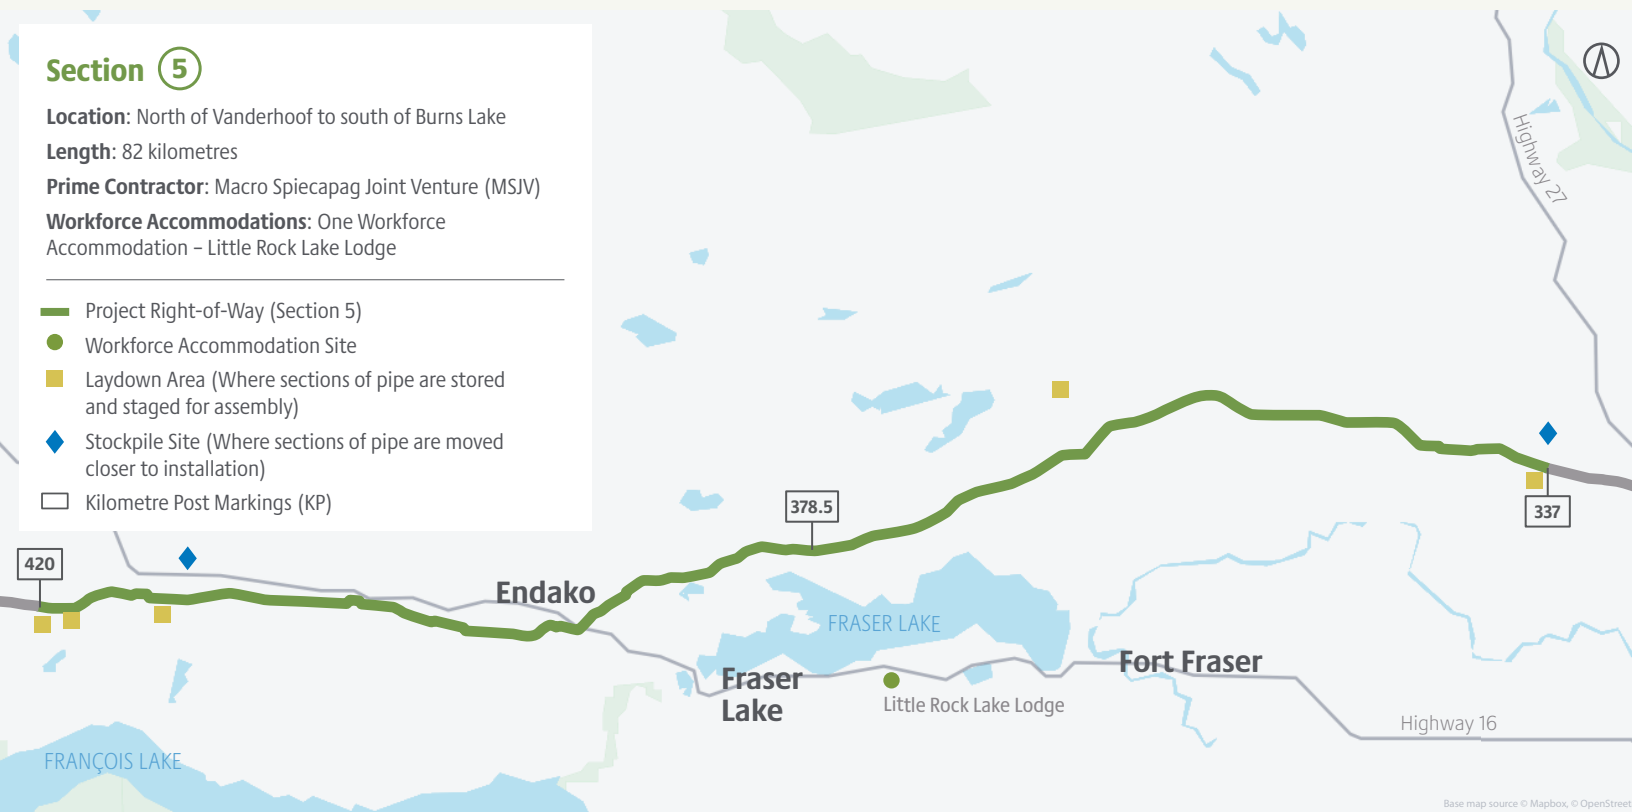 Section 5
Location: North of Vanderhoof to south of Burns Lake
Length: 82 kilometres
Prime Contractor: Macro Spiecapag Joint Venture (MSJV)
Workforce Accommodations: One Workforce
Accommodation – Little Rock Lake Lodge
Project Right-of-Way (Section 5)
Workforce Accommodation Site
Laydown Area (Where sections of pipe are stored
and staged for assembly)
Stockpile Site (Where sections of pipe are moved
closer to installation)
Kilometre Post Markings (KP)
Highway 27
378.5
337
420
Endako
FRASER LAKE
Fraser
Lake
Fort Fraser
Little Rock Lake Lodge
Highway 16
FRANÇOIS LAKE
Base map source © Mapbox, © OpenStreet